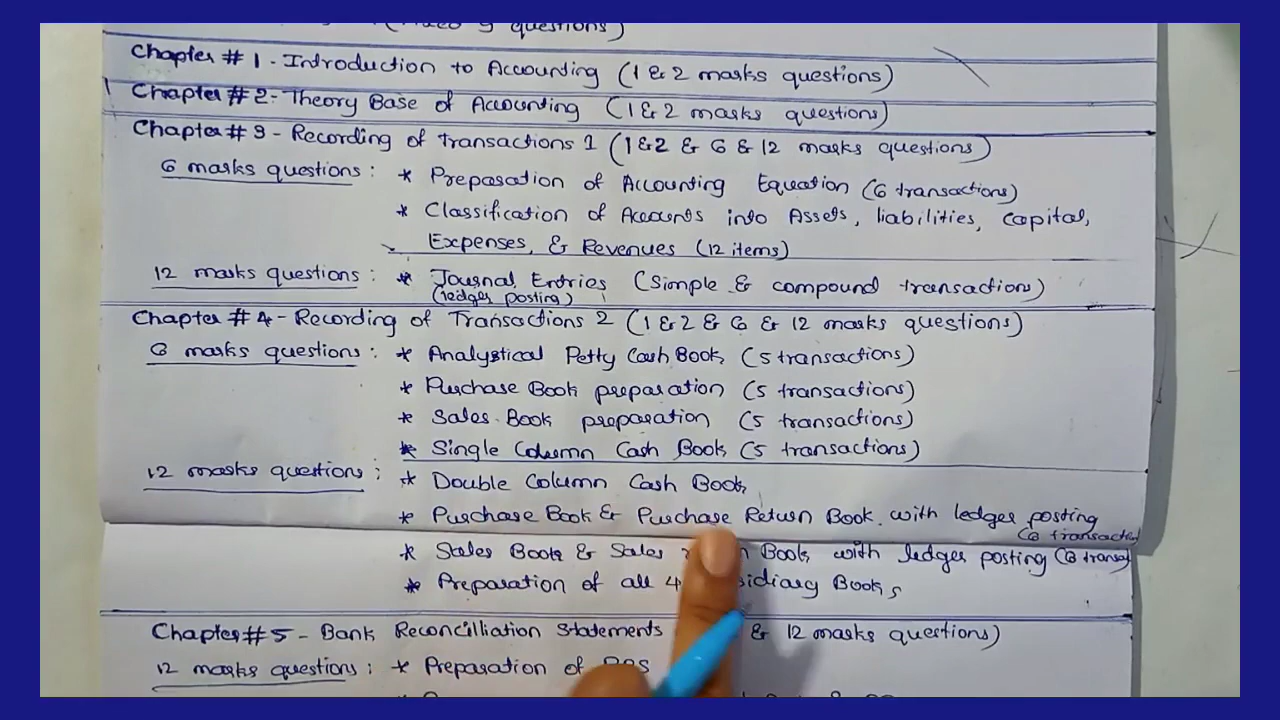 questions)
Chapter # 1 - Introduction to Accounting (1 & 2 marks questions)
Chapter # 2 - Theory Base of Accounting (1 & 2 marks questions)
Chapter # 3 - Recording of Transactions 1 (1 & 2 & 6 & 12 marks questions)
6 marks questions : * Preparation of Accounting Equation (6 transactions)
* Classification of Accounts into Assets, liabilities, Capital,
Expenses, & Revenues (12 items)
12 marks questions : * Journal Entries (Simple & compound transactions)
(ledger posting)
Chapter # 4 - Recording of Transactions 2 (1 & 2 & 6 & 12 marks questions)
6 marks questions : * Analytical Petty Cash Book (5 transactions)
* Purchase Book preparation (5 transactions)
* Sales Book preparation (5 transactions)
* Single Column Cash Book (5 transactions)
12 marks questions : * Double Column Cash Book
* Purchase Book & Purchase Return Book with ledger posting
* Sales Book & Sales Book with ledger posting
* Preparation of all 4 Books
Chapter # 5 - Bank Reconcilliation Statements & 12 marks questions)
12 marks questions : * Preparation of